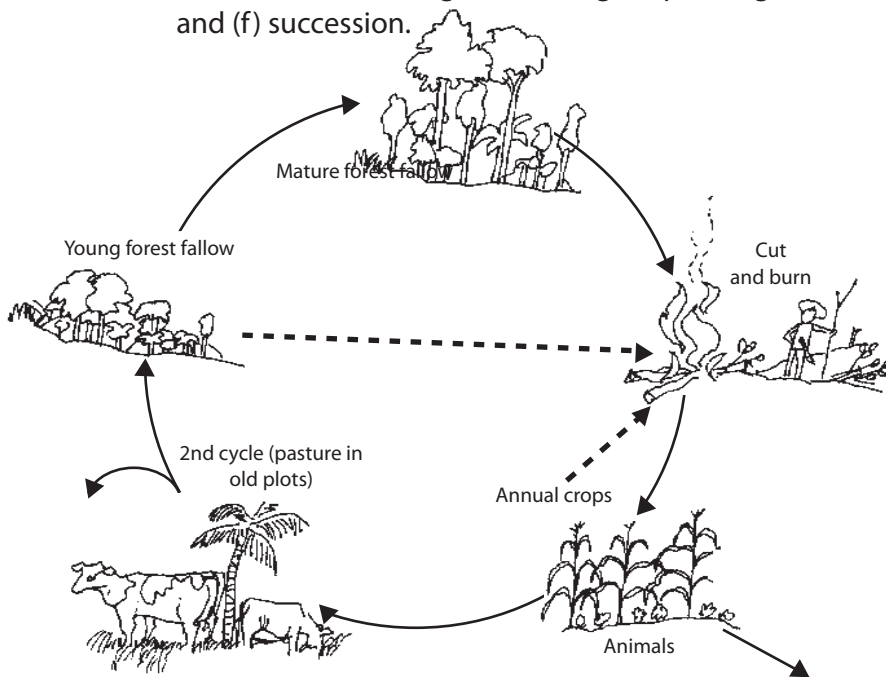 and (f) succession.
Mature forest fallow
Young forest fallow
Cut
and burn
2nd cycle (pasture in
old plots)
Annual crops
Animals